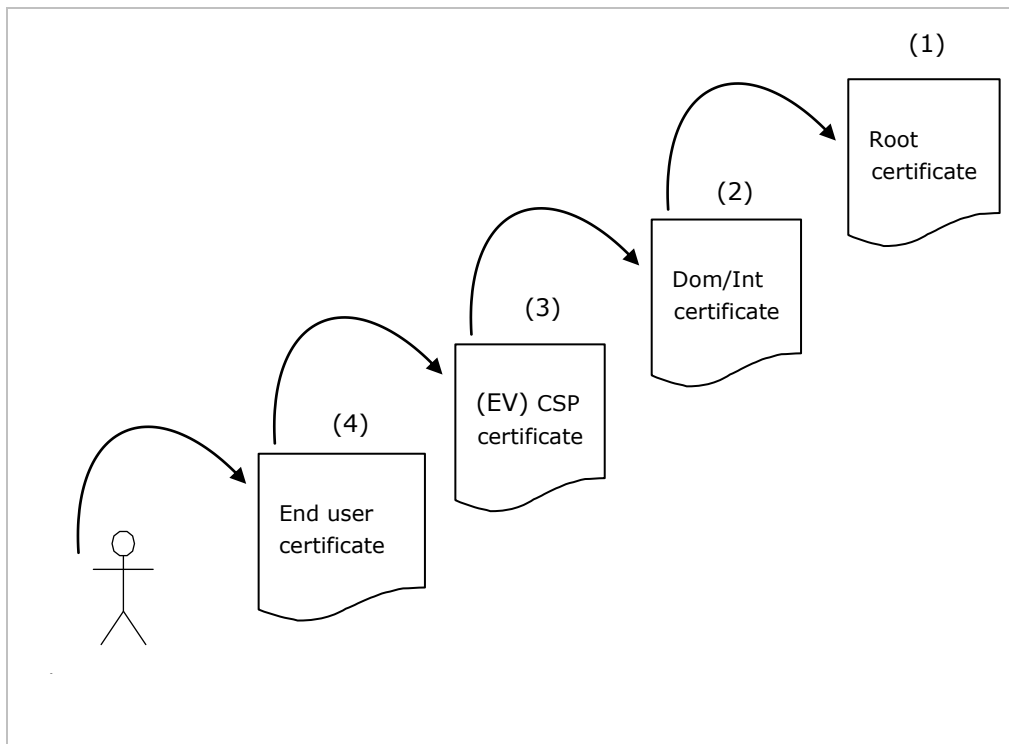 (1)
Root
certificate
(2)
Dom/Int
certificate
(3)
(EV) CSP
certificate
(4)
End user
certificate